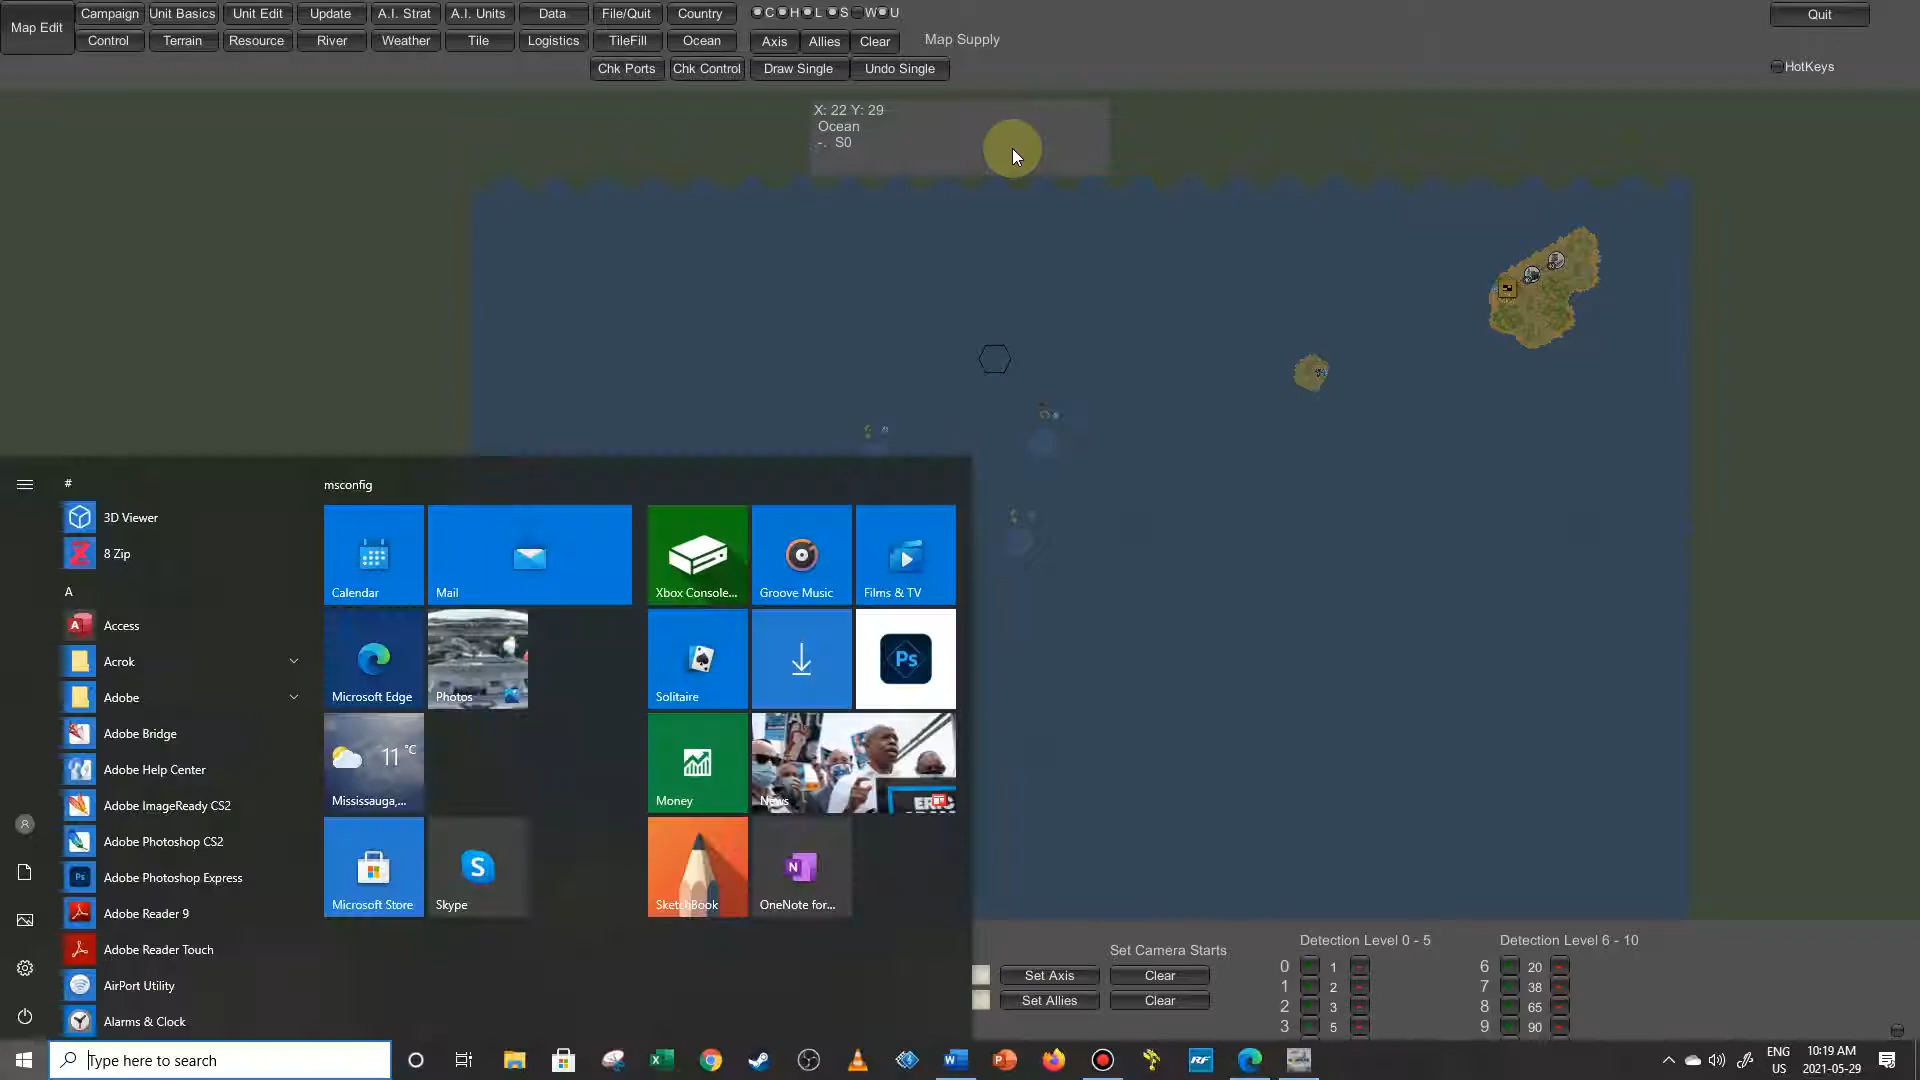 Map Edit
Campaign
Unit Basics
Unit Edit
Update
A.I. Strat
A.I. Units
Data
File/Quit
Country
C H L S W U
Quit
Control
Terrain
Resource
River
Weather
Tile
Logistics
TileFill
Ocean
Axis
Allies
Clear
Map Supply
Chk Ports
Chk Control
Draw Single
Undo Single
HotKeys
X: 22 Y: 29
Ocean
-. S0
#
3D Viewer
8 Zip
A
Access
Acrok
Adobe
Adobe Bridge
Adobe Help Center
Adobe ImageReady CS2
Adobe Photoshop CS2
Adobe Photoshop Express
Adobe Reader 9
Adobe Reader Touch
AirPort Utility
Alarms & Clock
msconfig
Calendar
Mail
Xbox Console...
Groove Music
Films & TV
Microsoft Edge
Photos
Solitaire
Ps
11 °C
Mississauga,...
Money
News
ERIC
Microsoft Store
Skype
SketchBook
OneNote for...
Set Camera Starts
Set Axis
Clear
Set Allies
Clear
Detection Level 0 - 5
0 1
1 2
2 3
3 5
Detection Level 6 - 10
6 20
7 38
8 65
9 90
Type here to search
RF
ENG
US
10:19 AM
2021-05-29